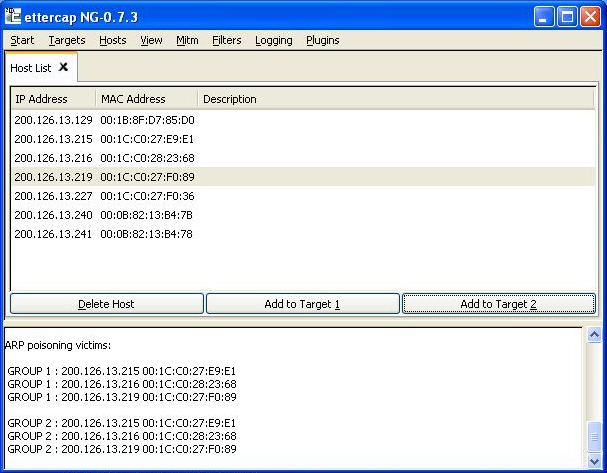 ettercap NG-0.7.3
Start Targets Hosts View Mitm Filters Logging Plugins
Host List
IP Address MAC Address Description
200.126.13.129 00:1B:8F:D7:85:D0
200.126.13.215 00:1C:C0:27:E9:E1
200.126.13.216 00:1C:C0:28:23:68
200.126.13.219 00:1C:C0:27:F0:89
200.126.13.227 00:1C:C0:27:F0:36
200.126.13.240 00:0B:82:13:B4:7B
200.126.13.241 00:0B:82:13:B4:78
Delete Host Add to Target 1 Add to Target 2
ARP poisoning victims:
GROUP 1 : 200.126.13.215 00:1C:C0:27:E9:E1
GROUP 1 : 200.126.13.216 00:1C:C0:28:23:68
GROUP 1 : 200.126.13.219 00:1C:C0:27:F0:89
GROUP 2 : 200.126.13.215 00:1C:C0:27:E9:E1
GROUP 2 : 200.126.13.216 00:1C:C0:28:23:68
GROUP 2 : 200.126.13.219 00:1C:C0:27:F0:89